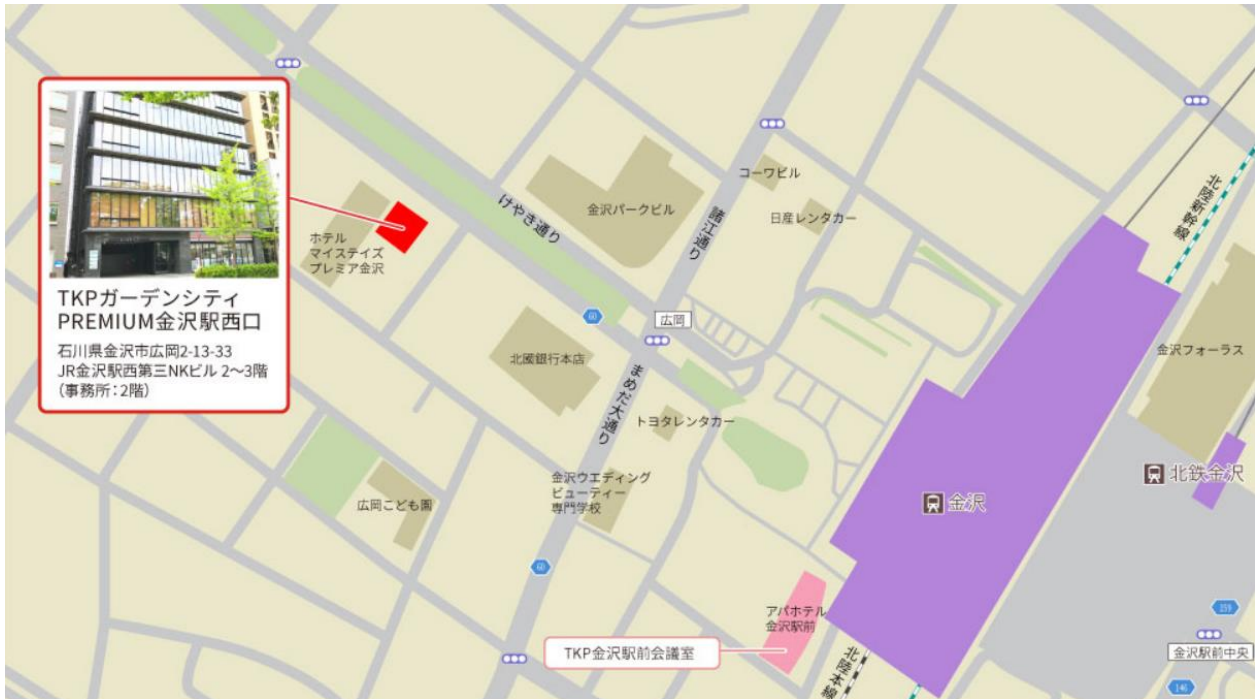 TKPガーデンシティ
PREMIUM金沢駅西口
石川県金沢市広岡2-13-33
JR金沢駅西第三NKビル 2〜3階
（事務所：2階）
ホテル
マイステイズ
プレミア金沢
けやき通り
金沢パークビル
諸江通り
コーワビル
日産レンタカー
北陸新幹線
60
広岡
北國銀行本店
まめだ大通り
トヨタレンタカー
金沢フォーラス
金沢ウエディング
ビューティー
専門学校
広岡こども園
金沢
北鉄金沢
60
アパホテル
金沢駅前
TKP金沢駅前会議室
北陸本線
159
金沢駅前中央
146